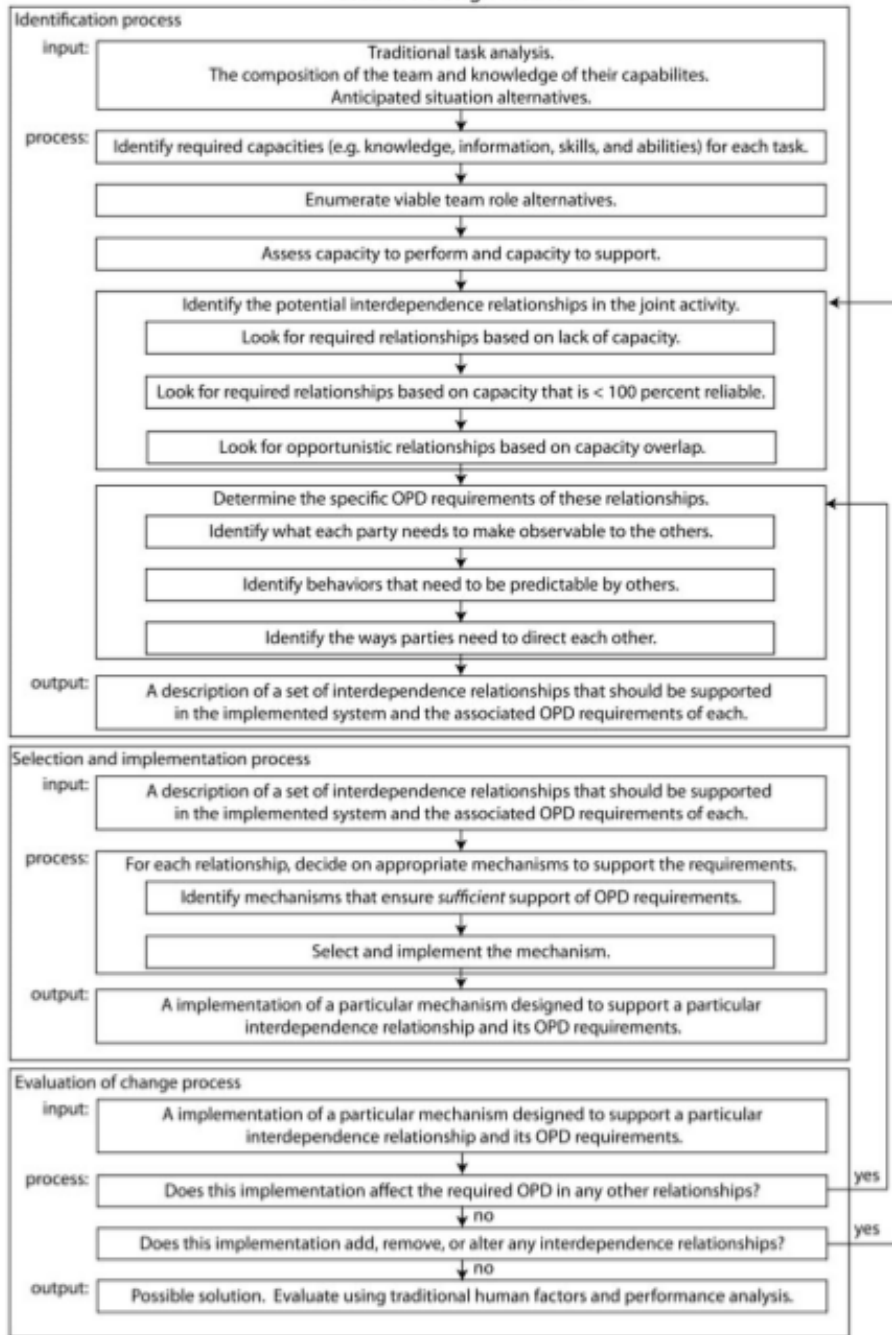 Identification process
input:
Traditional task analysis.
The composition of the team and knowledge of their capabilites.
Anticipated situation alternatives.
process:
Identify required capacities (e.g. knowledge, information, skills, and abilities) for each task.
Enumerate viable team role alternatives.
Assess capacity to perform and capacity to support.
Identify the potential interdependence relationships in the joint activity.
Look for required relationships based on lack of capacity.
Look for required relationships based on capacity that is < 100 percent reliable.
Look for opportunistic relationships based on capacity overlap.
Determine the specific OPD requirements of these relationships.
Identify what each party needs to make observable to the others.
Identify behaviors that need to be predictable by others.
Identify the ways parties need to direct each other.
output:
A description of a set of interdependence relationships that should be supported
in the implemented system and the associated OPD requirements of each.
Selection and implementation process
input:
A description of a set of interdependence relationships that should be supported
in the implemented system and the associated OPD requirements of each.
process:
For each relationship, decide on appropriate mechanisms to support the requirements.
Identify mechanisms that ensure sufficient support of OPD requirements.
Select and implement the mechanism.
output:
A implementation of a particular mechanism designed to support a particular
interdependence relationship and its OPD requirements.
Evaluation of change process
input:
A implementation of a particular mechanism designed to support a particular
interdependence relationship and its OPD requirements.
process:
Does this implementation affect the required OPD in any other relationships?
yes
no
Does this implementation add, remove, or alter any interdependence relationships?
yes
no
output:
Possible solution. Evaluate using traditional human factors and performance analysis.